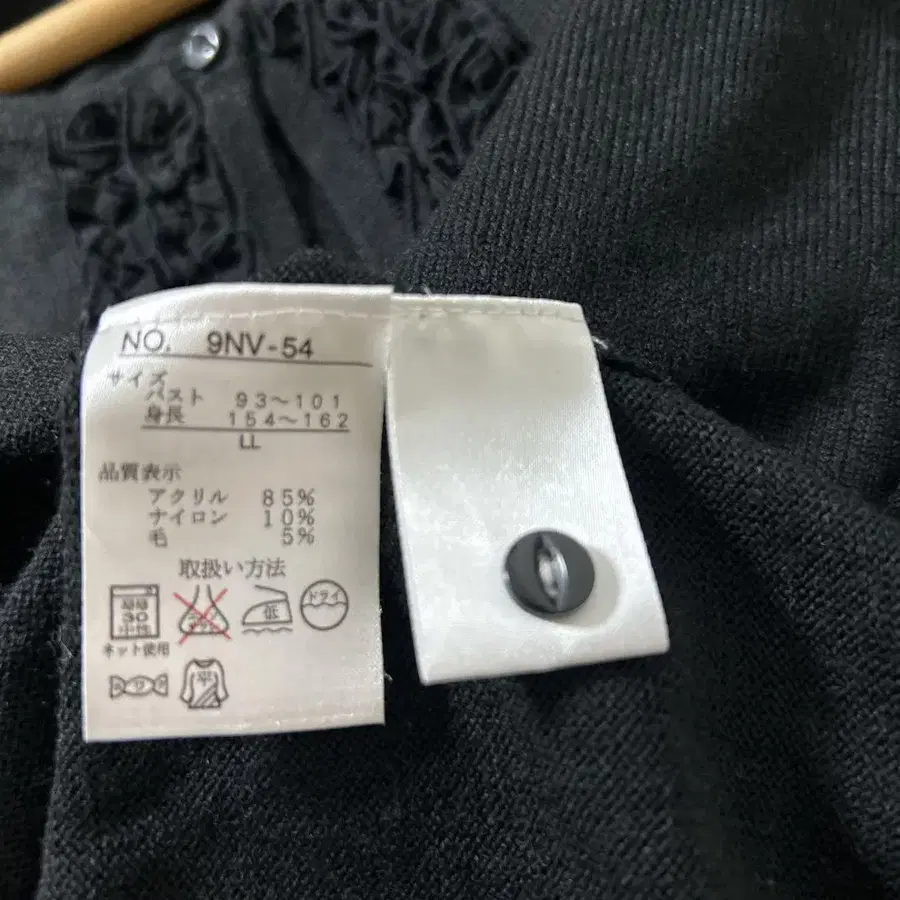 NO. 9NV-54
サイズ
バスト 93〜101
身長 154〜162
LL
品質表示
アクリル 85%
ナイロン 10%
毛 5%
取扱い方法
30 低 ドライ
ネット使用
平